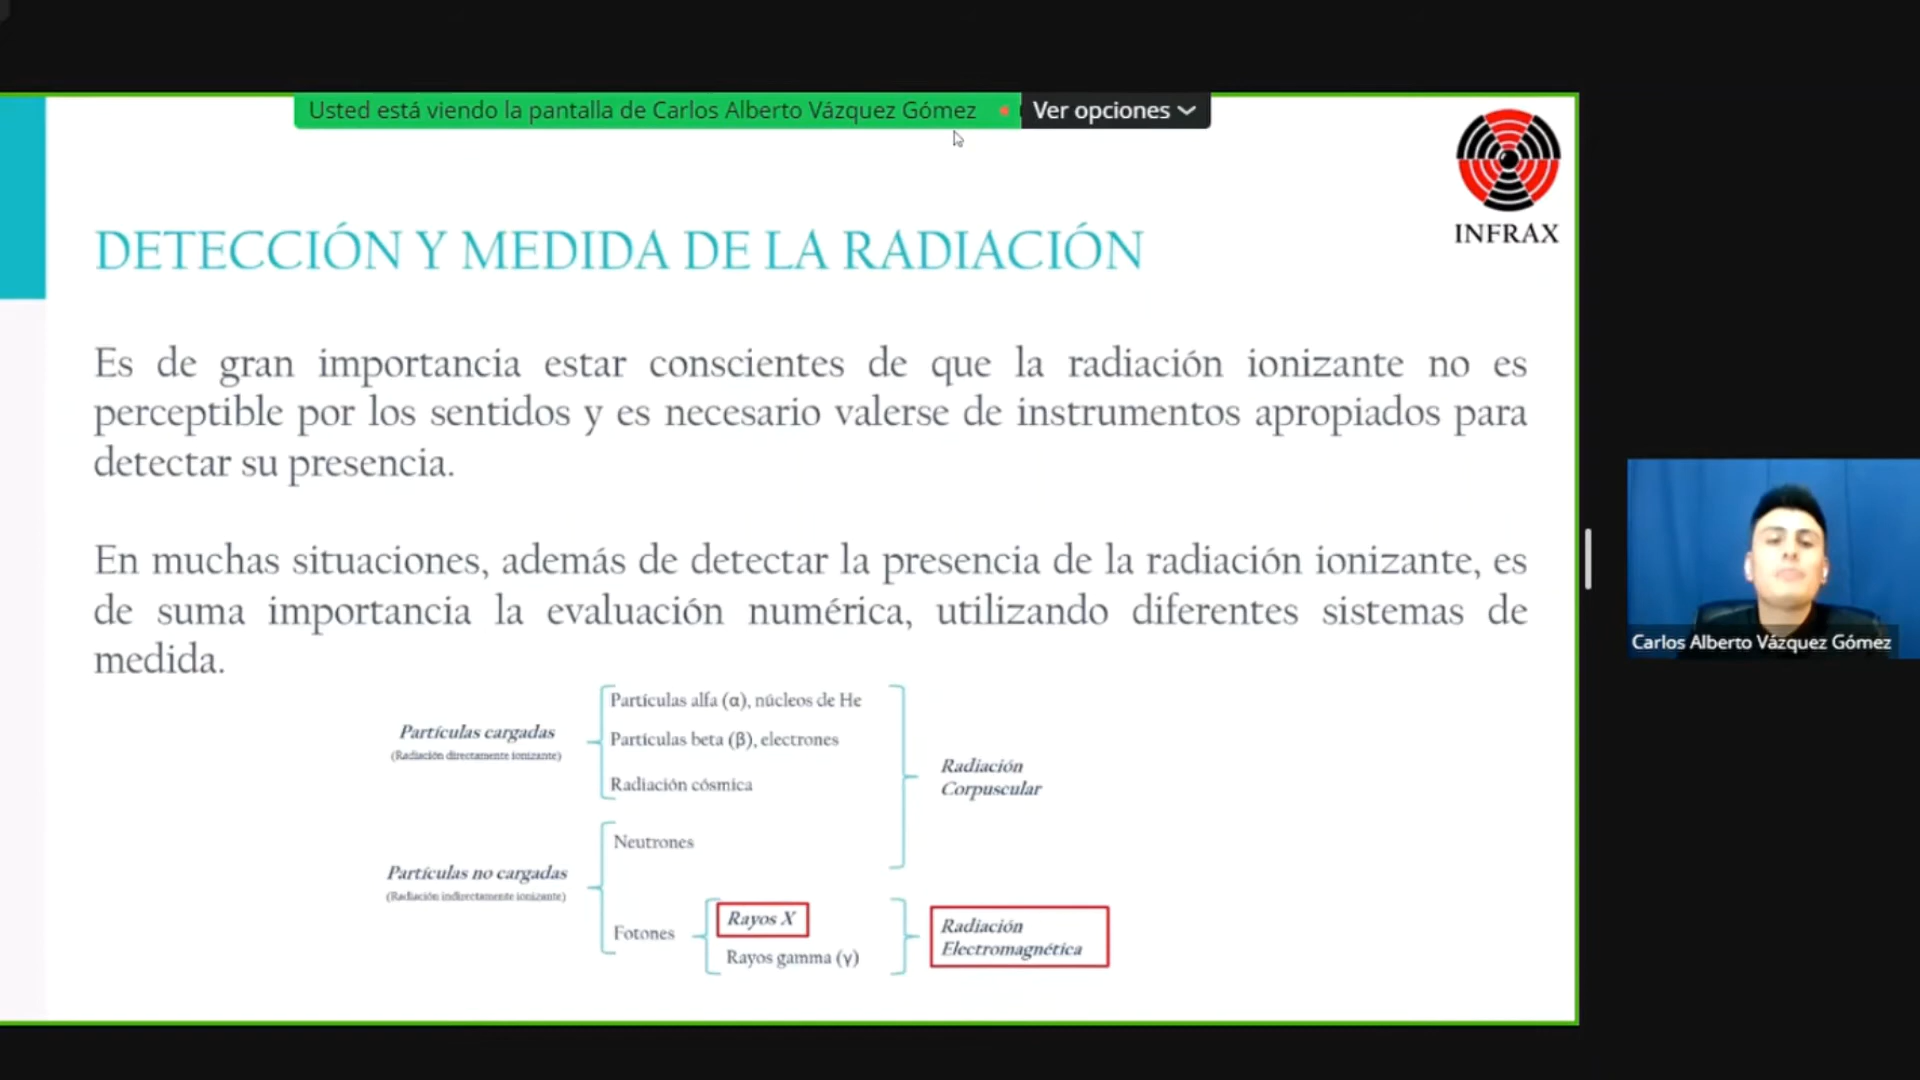 Usted está viendo la pantalla de Carlos Alberto Vázquez Gómez
Ver opciones
INFRAX
DETECCIÓN Y MEDIDA DE LA RADIACIÓN
Es de gran importancia estar conscientes de que la radiación ionizante no es
perceptible por los sentidos y es necesario valerse de instrumentos apropiados para
detectar su presencia.
En muchas situaciones, además de detectar la presencia de la radiación ionizante, es
de suma importancia la evaluación numérica, utilizando diferentes sistemas de
medida.
Partículas cargadas
(Radiación directamente ionizante)
Partículas alfa (α), núcleos de He
Partículas beta (β), electrones
Radiación cósmica
Radiación
Corpuscular
Partículas no cargadas
(Radiación indirectamente ionizante)
Neutrones
Fotones
Rayos X
Rayos gamma (γ)
Radiación
Electromagnética
Carlos Alberto Vázquez Gómez